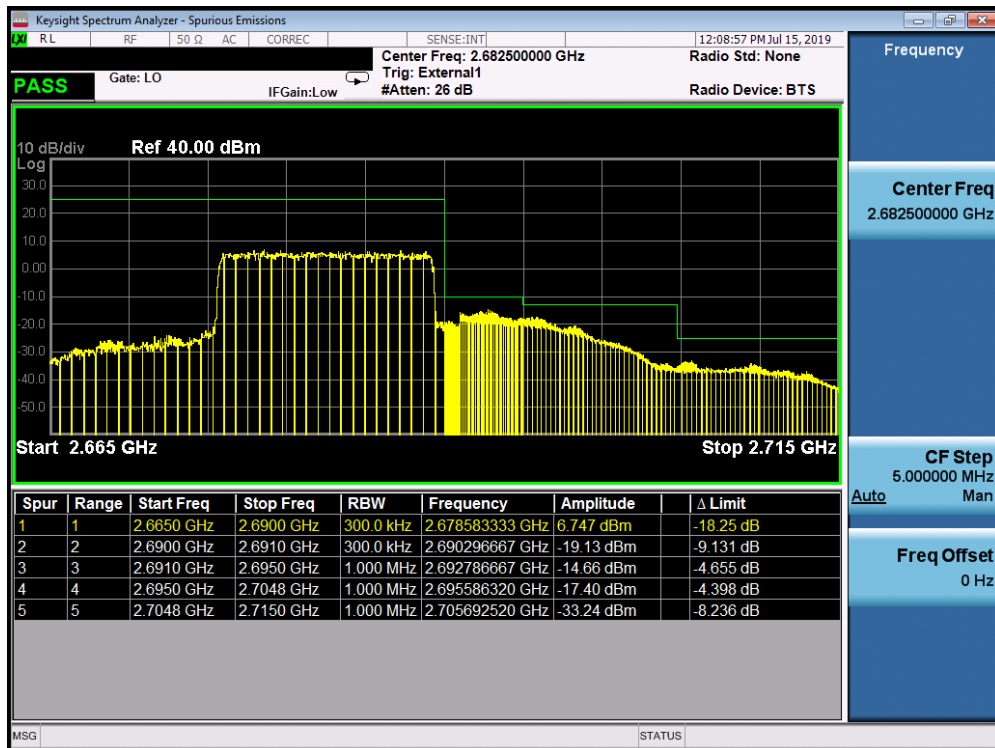 Keysight Spectrum Analyzer - Spurious Emissions
LXI RL RF 50 Ω AC CORREC SENSE:INT 12:08:57 PM Jul 15, 2019
Center Freq: 2.682500000 GHz Radio Std: None
PASS Gate: LO Trig: External1
IFGain:Low #Atten: 26 dB Radio Device: BTS
10 dB/div Ref 40.00 dBm
Log
30.0
20.0
10.0
0.00
-10.0
-20.0
-30.0
-40.0
-50.0
Start 2.665 GHz Stop 2.715 GHz
Spur Range Start Freq Stop Freq RBW Frequency Amplitude Δ Limit
1 1 2.6650 GHz 2.6900 GHz 300.0 kHz 2.678583333 GHz 6.747 dBm -18.25 dB
2 2 2.6900 GHz 2.6910 GHz 300.0 kHz 2.690296667 GHz -19.13 dBm -9.131 dB
3 3 2.6910 GHz 2.6950 GHz 1.000 MHz 2.692786667 GHz -14.66 dBm -4.655 dB
4 4 2.6950 GHz 2.7048 GHz 1.000 MHz 2.695586320 GHz -17.40 dBm -4.398 dB
5 5 2.7048 GHz 2.7150 GHz 1.000 MHz 2.705692520 GHz -33.24 dBm -8.236 dB
MSG STATUS
Frequency
Center Freq
2.682500000 GHz
CF Step
5.000000 MHz
Auto Man
Freq Offset
0 Hz